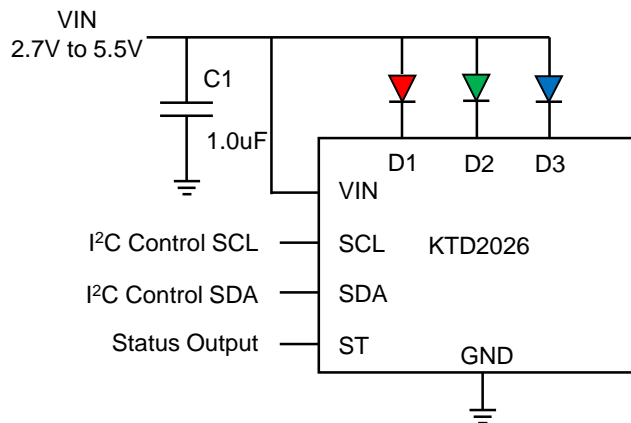 VIN
2.7V to 5.5V
C1
1.0uF
D1 D2 D3
VIN
I²C Control SCL SCL KTD2026
I²C Control SDA SDA
Status Output ST
GND